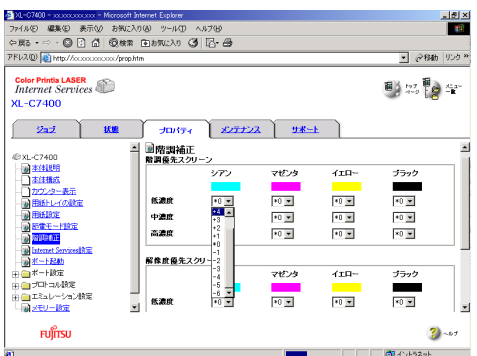 XL-C7400 - xx.xxx.xxx.xxx - Microsoft Internet Explorer
ファイル(F) 編集(E) 表示(V) お気に入り(A) ツール(T) ヘルプ(H)
戻る 検索 お気に入り
アドレス(D) http://xx.xxx.xxx.xxx/prop.htm 移動 リンク »
Color Printia LASER
Internet Services
XL-C7400
トップページ メニュー一覧
ジョブ 状態 プロパティ メンテナンス サポート
XL-C7400
本体説明
本体構成
カウンター表示
用紙トレイの設定
用紙設定
節電モード設定
階調補正
Internet Services設定
ポート起動
ポート設定
プロトコル設定
エミュレーション設定
メモリー設定
階調補正
階調優先スクリーン
シアン マゼンタ イエロー ブラック
低濃度 +0 +0 +0 +0
中濃度 +0 +0 +0
高濃度 +0 +0 +0
+4
+3
+2
+1
+0
-1
-2
-3
-4
-5
-6
解像度優先スクリー
マゼンタ イエロー ブラック
低濃度 +0 +0 +0 +0
FUJITSU
ヘルプ
イントラネット